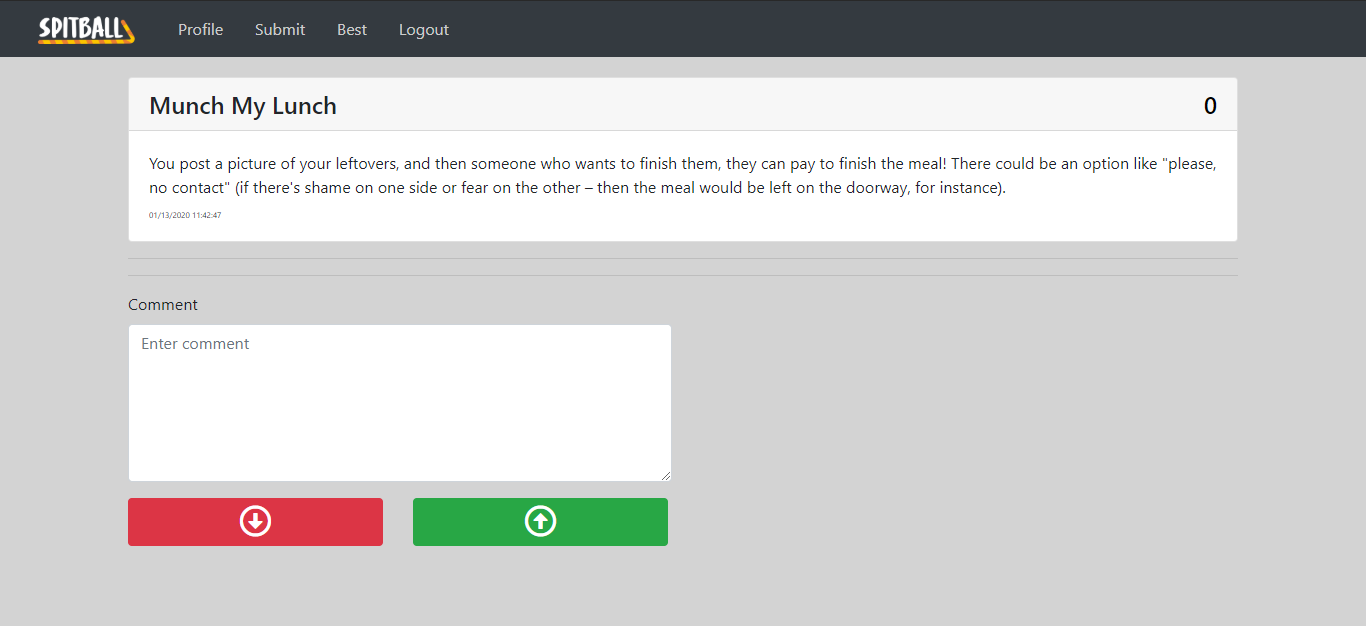 SPITBALL
Profile Submit Best Logout
Munch My Lunch 0
You post a picture of your leftovers, and then someone who wants to finish them, they can pay to finish the meal! There could be an option like "please,
no contact" (if there's shame on one side or fear on the other – then the meal would be left on the doorway, for instance).
01/13/2020 11:42:47
Comment
Enter comment